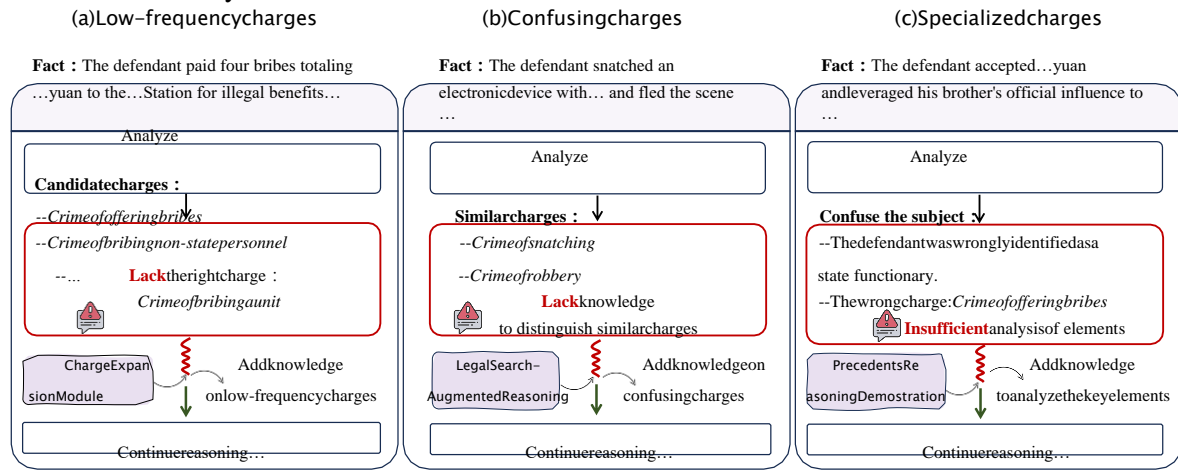 (a)Low-frequencycharges
Fact：The defendant paid four bribes totaling
…yuan to the…Station for illegal benefits…
Analyze
Candidatecharges：
--Crimeofofferingbribes
--Crimeofbribingnon-statepersonnel
--… Lacktherightcharge：
Crimeofbribingaunit
ChargeExpan
sionModule
Addknowledge
onlow-frequencycharges
Continuereasoning…
(b)Confusingcharges
Fact：The defendant snatched an
electronicdevice with… and fled the scene
…
Analyze
Similarcharges：
--Crimeofsnatching
--Crimeofrobbery
Lackknowledge
to distinguish similarcharges
LegalSearch-
AugmentedReasoning
Addknowledgeon
confusingcharges
Continuereasoning…
(c)Specializedcharges
Fact：The defendant accepted…yuan
andleveraged his brother's official influence to
…
Analyze
Confuse the subject：
--Thedefendantwaswronglyidentifiedasa
state functionary.
--Thewrongcharge:Crimeofofferingbribes
Insufficientanalysisof elements
PrecedentsRe
asoningDemostration
Addknowledge
toanalyzethekeyelements
Continuereasoning…